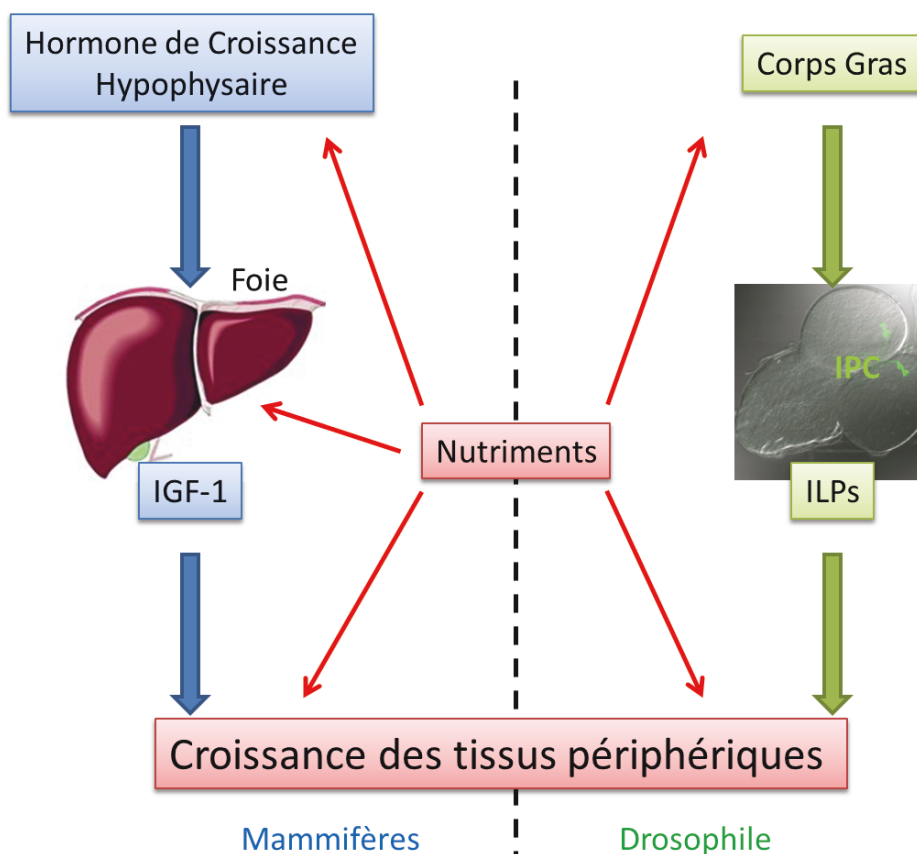 Hormone de Croissance
Hypophysaire
Corps Gras
Foie
IPC
Nutriments
IGF-1
ILPs
Croissance des tissus périphériques
Mammifères
Drosophile